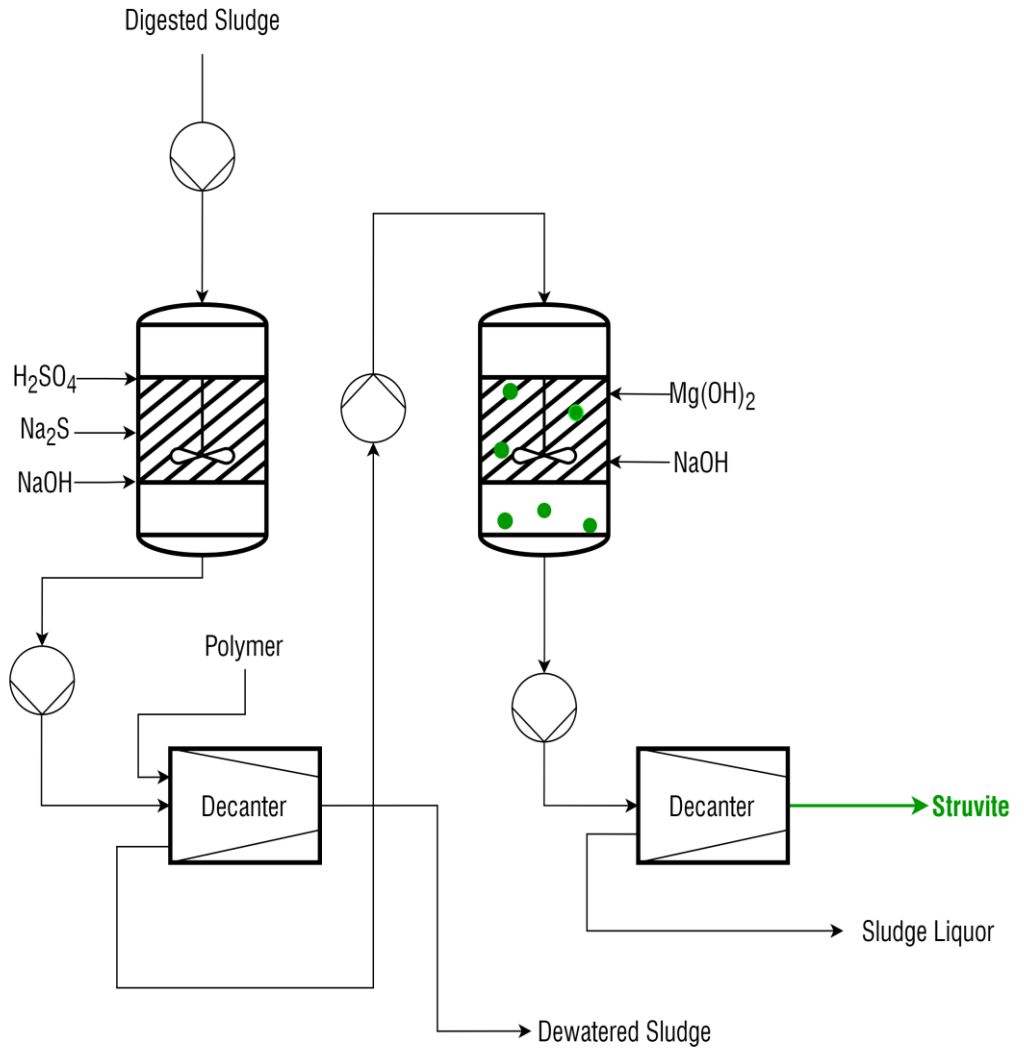 Digested Sludge
H₂SO₄
Na₂S
NaOH
Mg(OH)₂
NaOH
Polymer
Decanter
Decanter
Struvite
Sludge Liquor
Dewatered Sludge